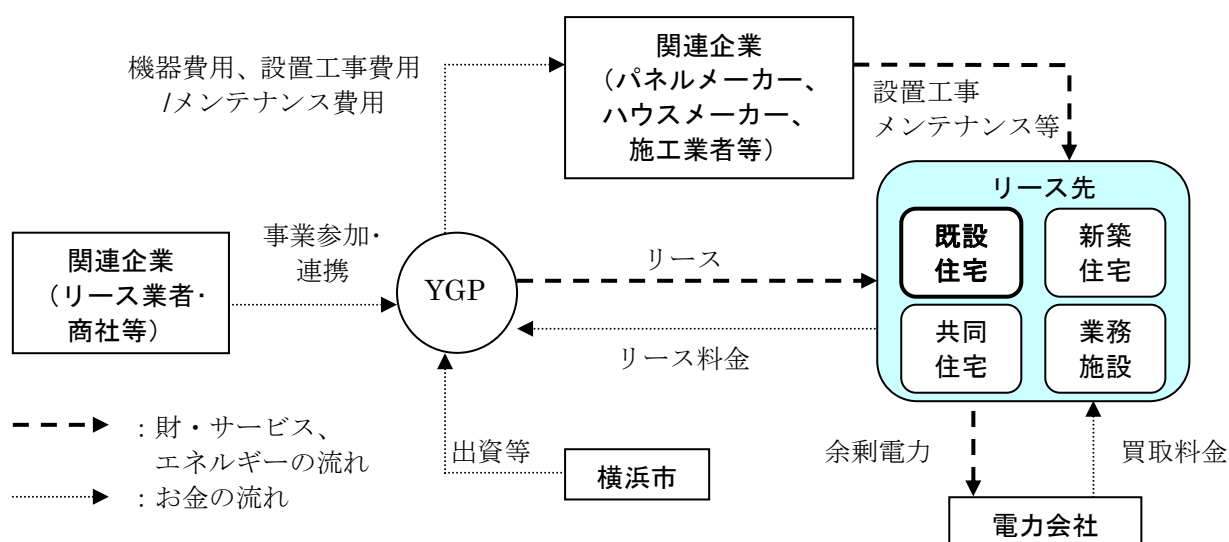 関連企業
（パネルメーカー、
ハウスメーカー、
施工業者等）
機器費用、設置工事費用
/メンテナンス費用
設置工事
メンテナンス等
リース先
既設
住宅
新築
住宅
共同
住宅
業務
施設
関連企業
（リース業者・
商社等）
事業参加・
連携
YGP
リース
リース料金
：財・サービス、
エネルギーの流れ
：お金の流れ
出資等
横浜市
余剰電力
買取料金
電力会社